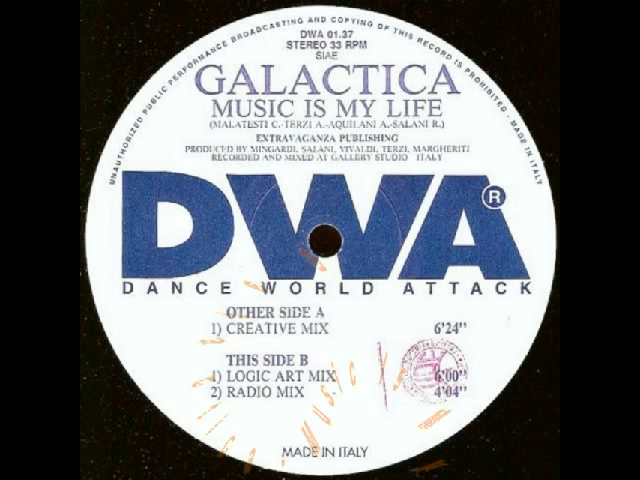 UNAUTHORIZED PUBLIC PERFORMANCE BROADCASTING AND COPYING OF THIS RECORD IS PROHIBITED - MADE IN ITALY
DWA 01.37
STEREO 33 RPM
SIAE
GALACTICA
MUSIC IS MY LIFE
(MALATESTI C.-TERZI A.-AQUILANI A.-SALANI R.)
EXTRAVAGANZA PUBLISHING
PRODUCED BY MINGARDI, SALANI, VIVALDI, TERZI, MARGHERITI
RECORDED AND MIXED AT GALLERY STUDIO - ITALY
DWA®
DANCE WORLD ATTACK
OTHER SIDE A
1) CREATIVE MIX 6'24"
THIS SIDE B
1) LOGIC ART MIX 6'00"
2) RADIO MIX 4'04"
MUSIC
MADE IN ITALY